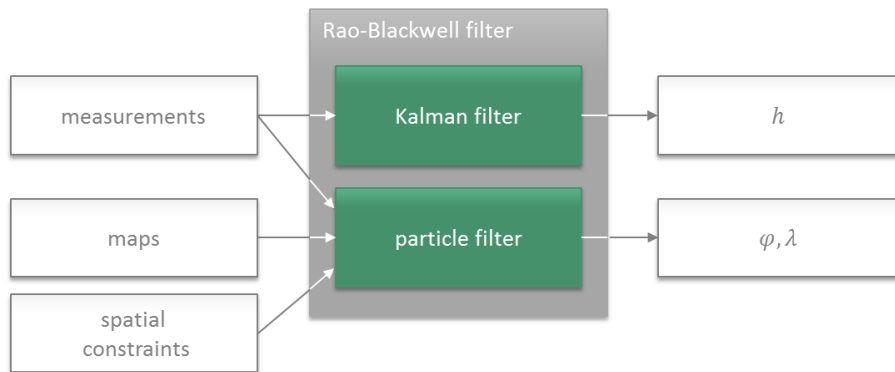 Rao-Blackwell filter
measurements
Kalman filter
h
maps
particle filter
φ, λ
spatial
constraints